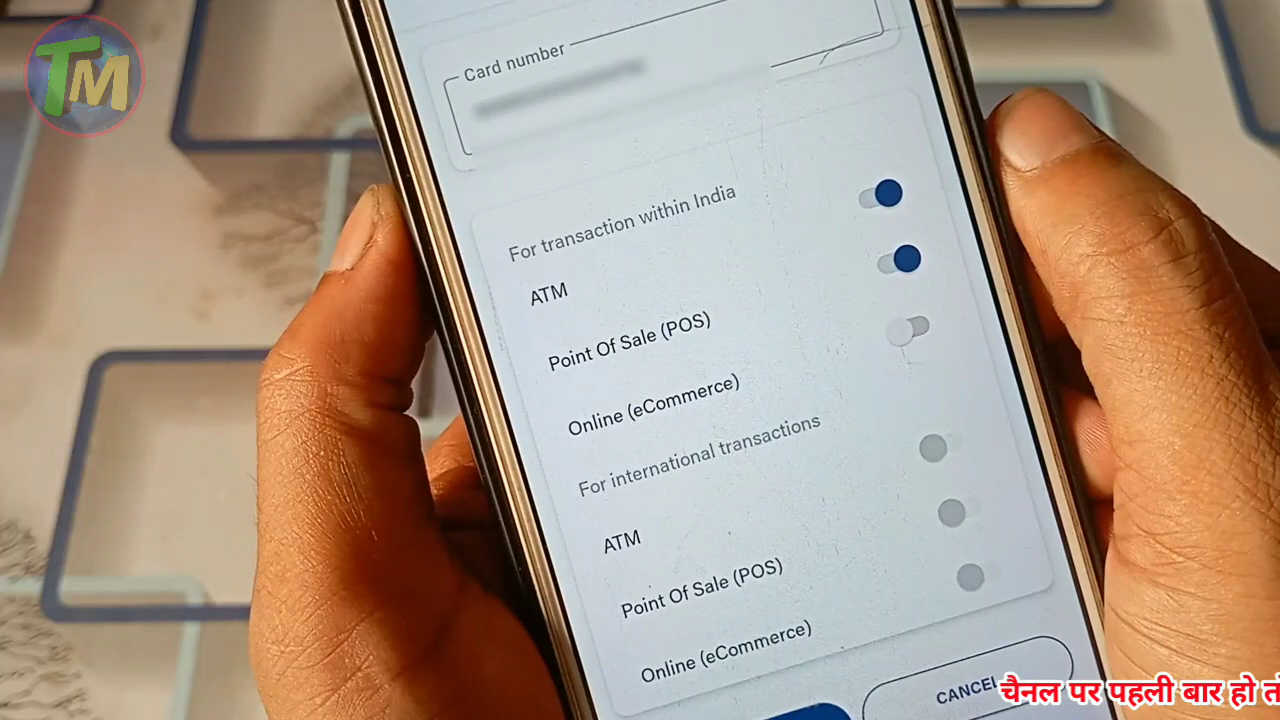 TM
Card number
For transaction within India
ATM
Point Of Sale (POS)
Online (eCommerce)
For international transactions
ATM
Point Of Sale (POS)
Online (eCommerce)
CANCEL
चैनल पर पहली बार हो